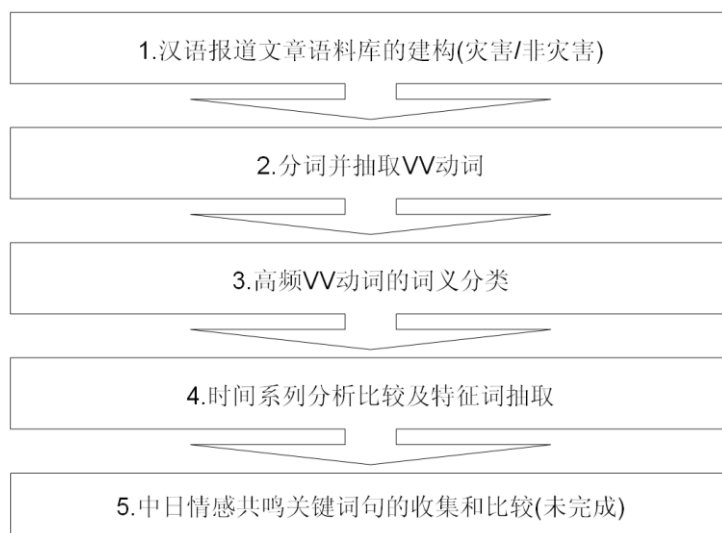 1.汉语报道文章语料库的建构(灾害/非灾害)
2.分词并抽取VV动词
3.高频VV动词的词义分类
4.时间系列分析比较及特征词抽取
5.中日情感共鸣关键词句的收集和比较(未完成)